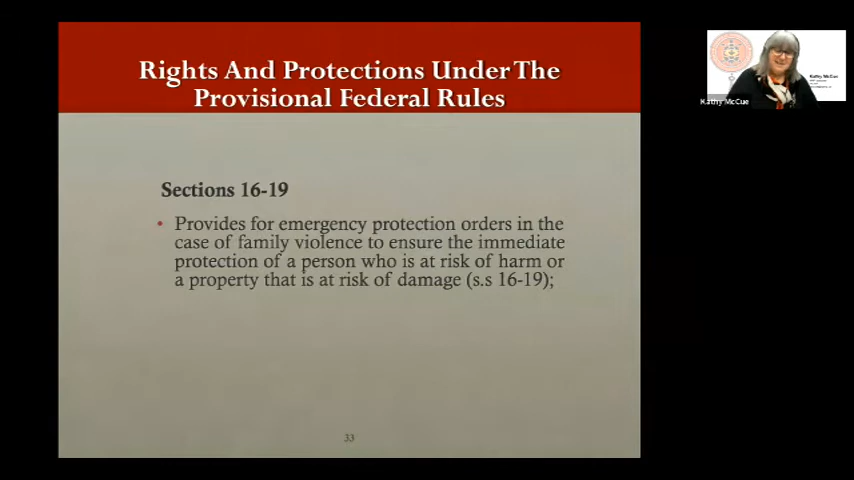 Rights And Protections Under The
Provisional Federal Rules
Sections 16-19
• Provides for emergency protection orders in the
case of family violence to ensure the immediate
protection of a person who is at risk of harm or
a property that is at risk of damage (s.s 16-19);
33
Kathy McCue
Kathy McCue